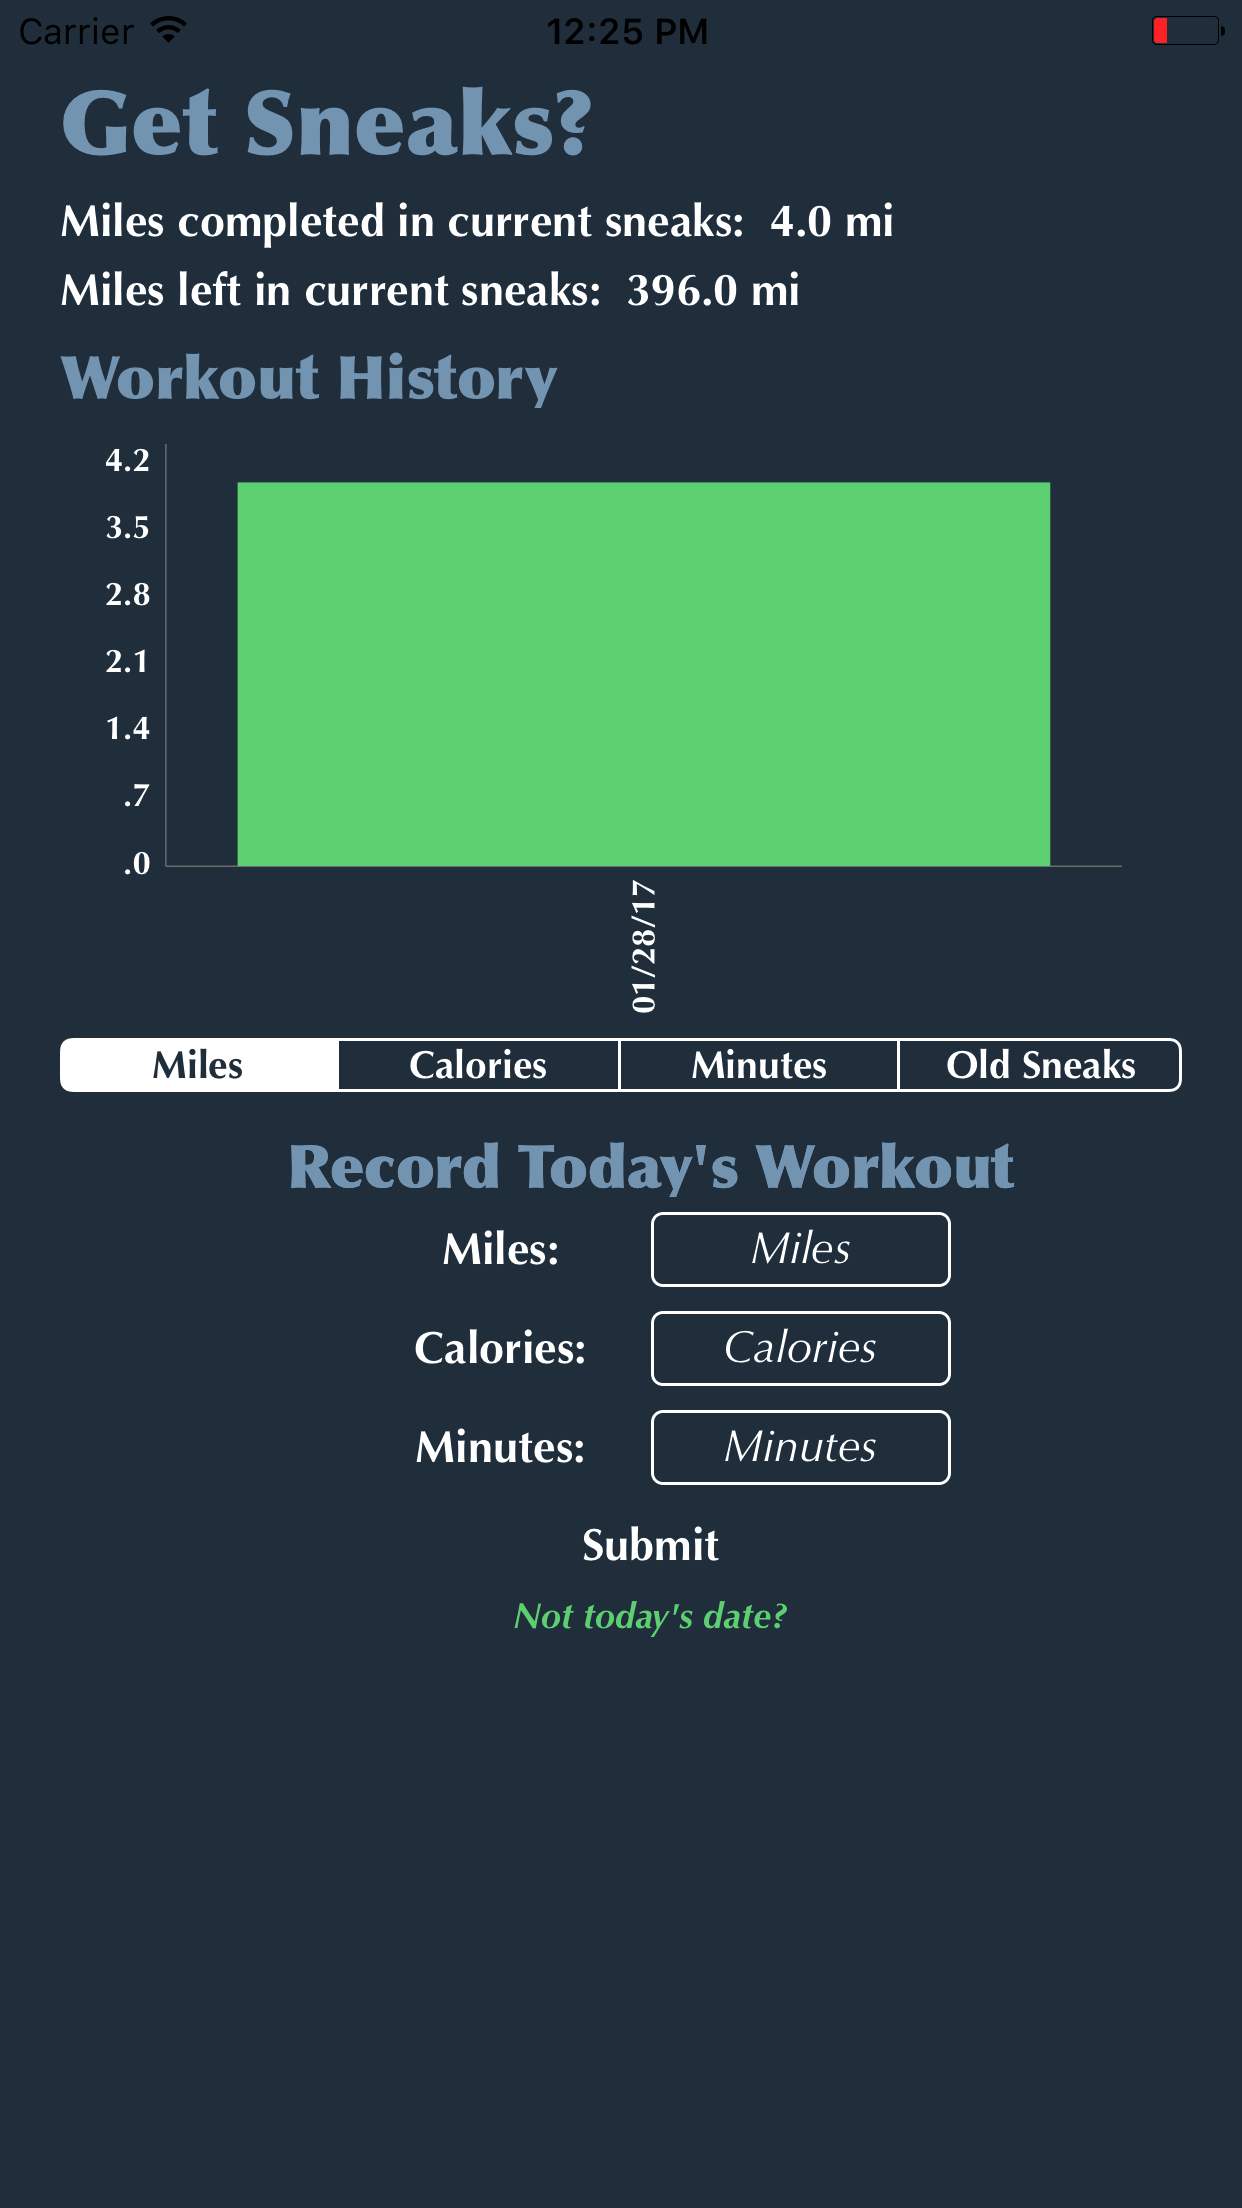 Carrier 12:25 PM
Get Sneaks?
Miles completed in current sneaks: 4.0 mi
Miles left in current sneaks: 396.0 mi
Workout History
4.2
3.5
2.8
2.1
1.4
.7
.0
01/28/17
Miles Calories Minutes Old Sneaks
Record Today's Workout
Miles: Miles
Calories: Calories
Minutes: Minutes
Submit
Not today's date?